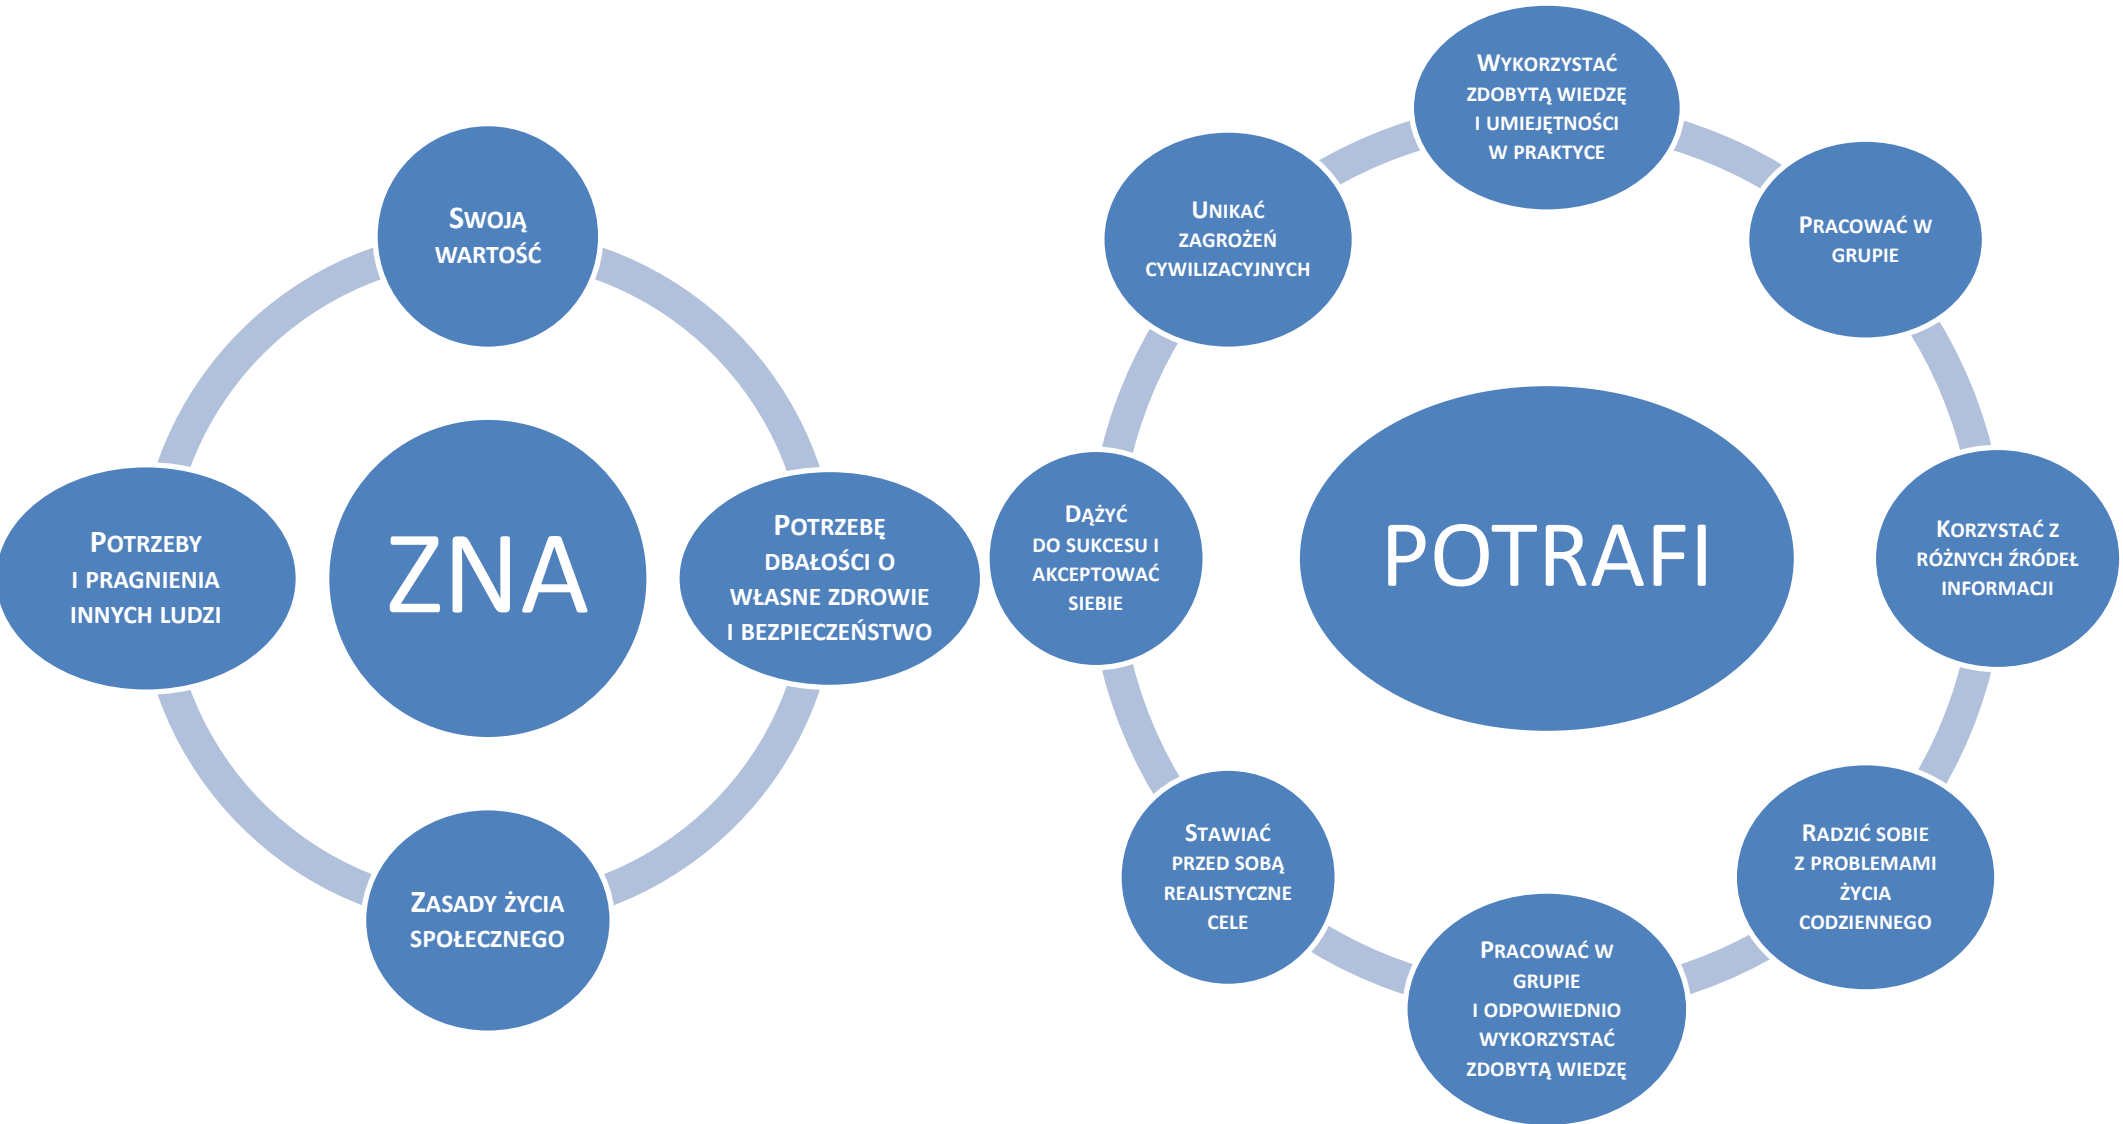 ZNA
Swoją
wartość
Potrzebę
dbałości o
własne zdrowie
i bezpieczeństwo
Zasady życia
społecznego
Potrzeby
i pragnienia
innych ludzi
POTRAFI
Wykorzystać
zdobytą wiedzę
i umiejętności
w praktyce
Pracować w
grupie
Korzystać z
różnych źródeł
informacji
Radzić sobie
z problemami
życia
codziennego
Pracować w
grupie
i odpowiednio
wykorzystać
zdobytą wiedzę
Stawiać
przed sobą
realistyczne
cele
Dążyć
do sukcesu i
akceptować
siebie
Unikać
zagrożeń
cywilizacyjnych